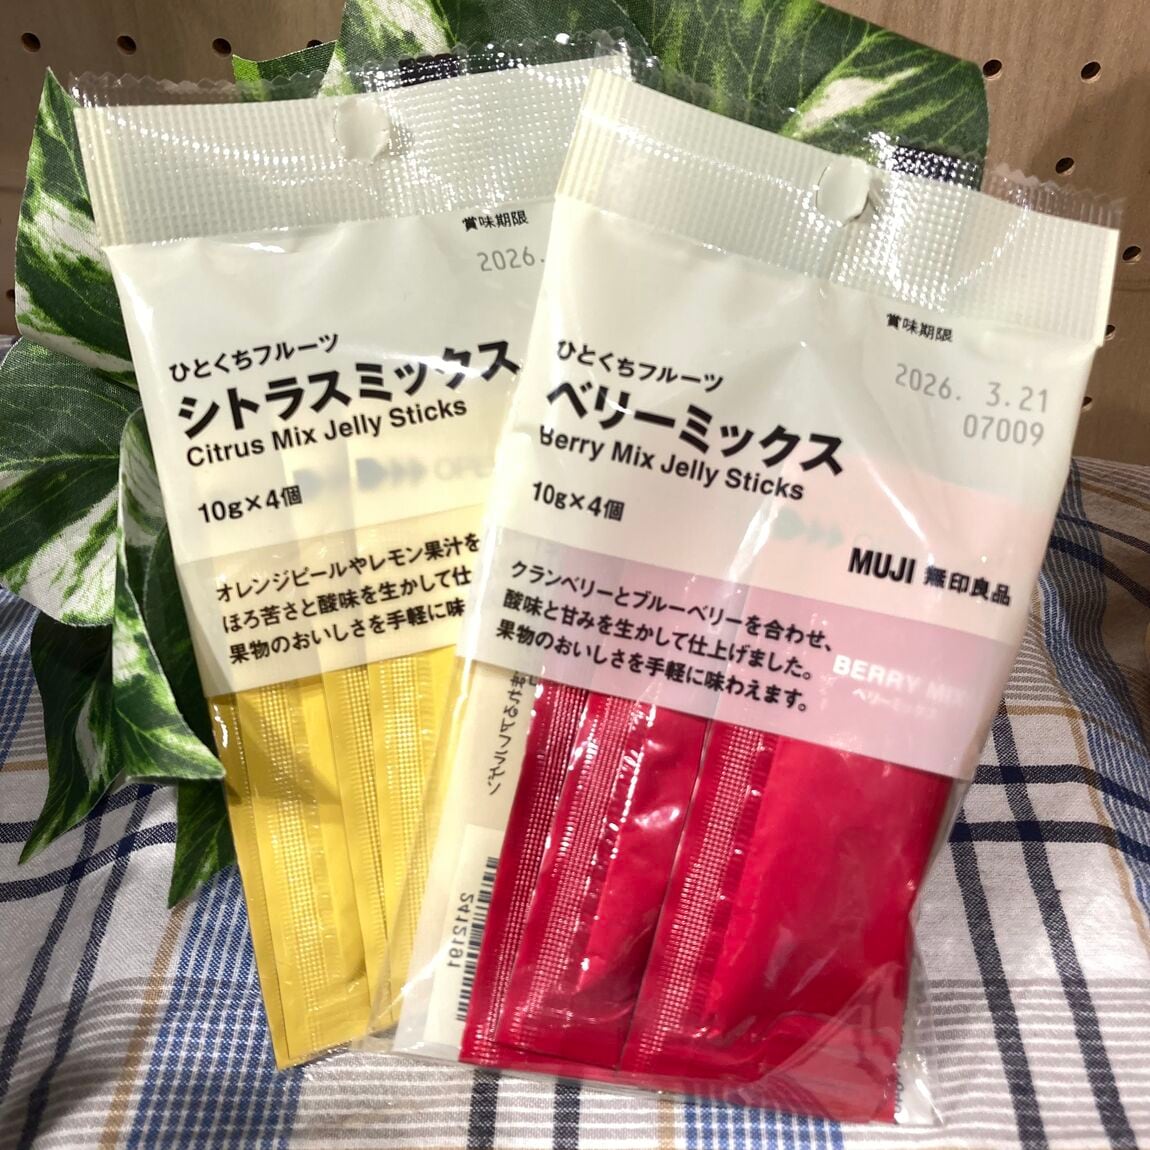 賞味期限
2026.
ひとくちフルーツ
シトラスミックス
Citrus Mix Jelly Sticks
10g×4個
オレンジピールやレモン果汁を
ほろ苦さと酸味を生かして仕
果物のおいしさを手軽に味
賞味期限
2026. 3.21
07009
ひとくちフルーツ
ベリーミックス
Berry Mix Jelly Sticks
10g×4個
MUJI 無印良品
クランベリーとブルーベリーを合わせ、
酸味と甘みを生かして仕上げました。
果物のおいしさを手軽に味わえます。
BERRY MIX
ベリーミックス
2412191